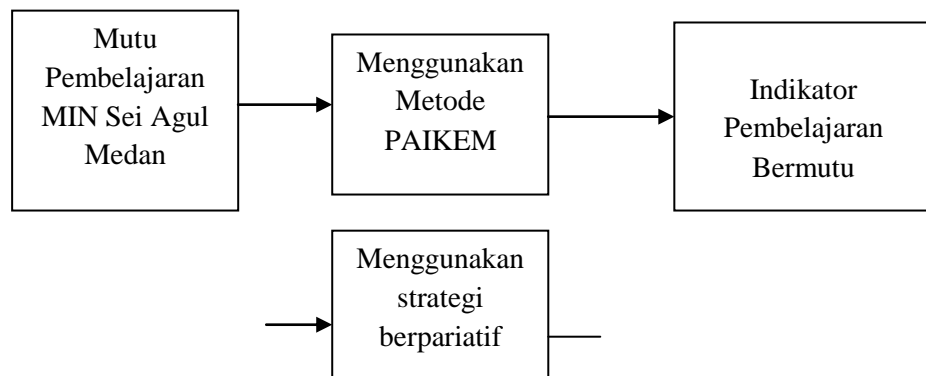 Mutu
Pembelajaran
MIN Sei Agul
Medan
Menggunakan
Metode
PAIKEM
Indikator
Pembelajaran
Bermutu
Menggunakan
strategi
berpariatif